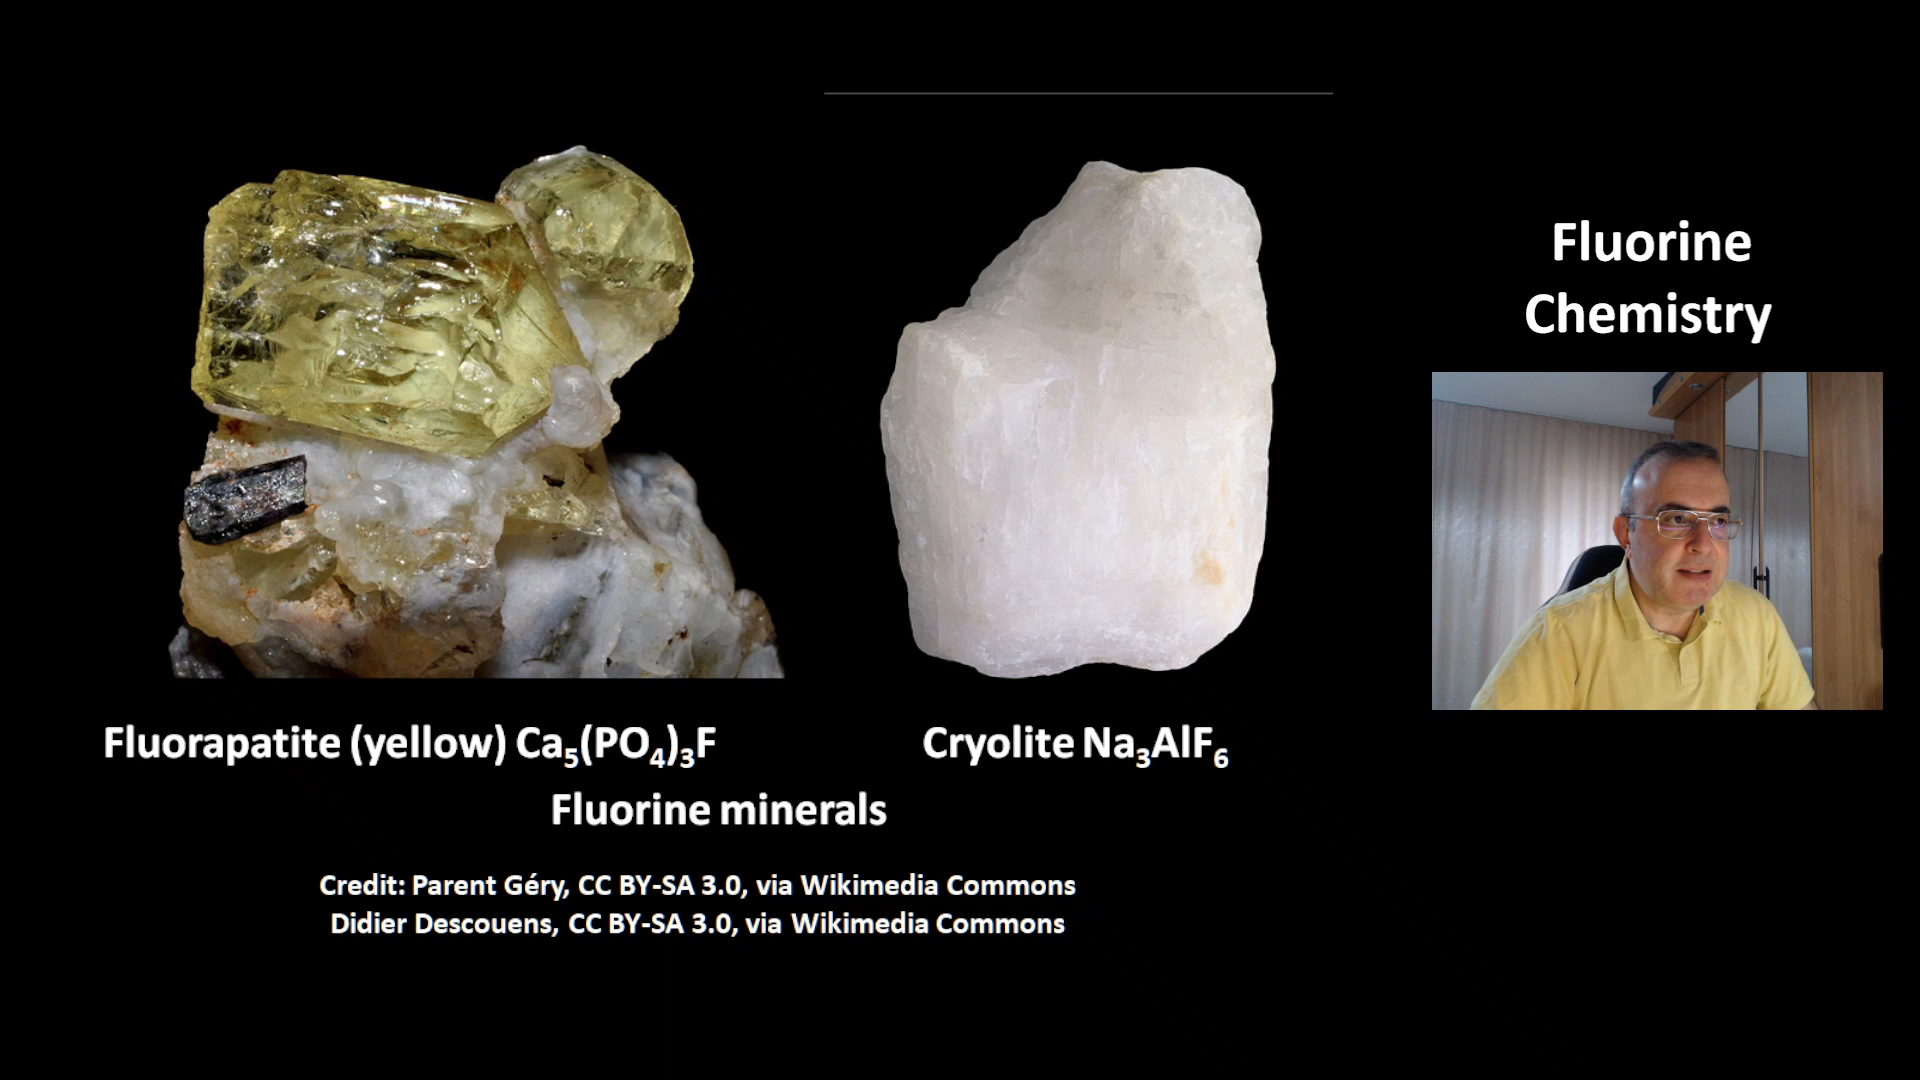 Fluorine
Chemistry
Fluorapatite (yellow) Ca₅(PO₄)₃F
Cryolite Na₃AlF₆
Fluorine minerals
Credit: Parent Géry, CC BY-SA 3.0, via Wikimedia Commons
Didier Descouens, CC BY-SA 3.0, via Wikimedia Commons